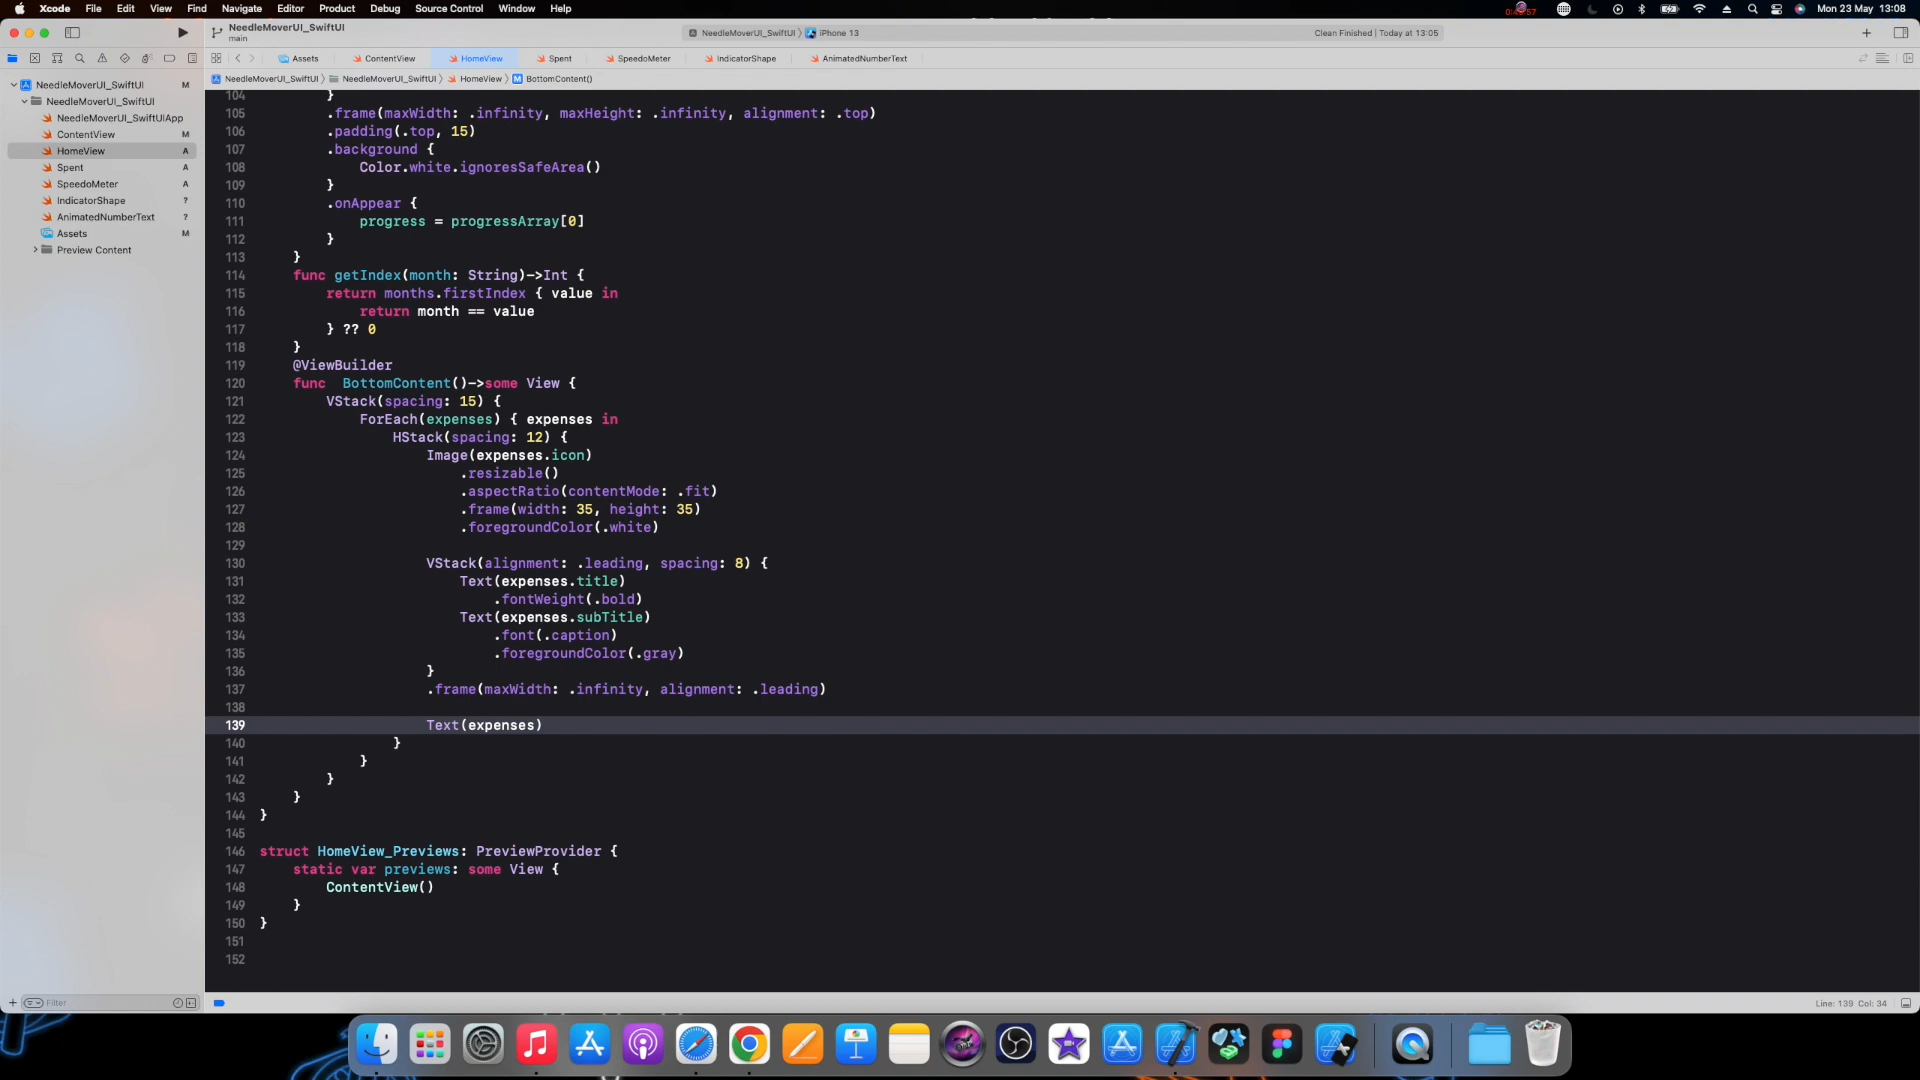 Xcode File Edit View Find Navigate Editor Product Debug Source Control Window Help Mon 23 May 13:08
NeedleMoverUI_SwiftUI
main
NeedleMoverUI_SwiftUI iPhone 13
Clean Finished | Today at 13:05
Assets ContentView HomeView Spent SpeedoMeter IndicatorShape AnimatedNumberText
NeedleMoverUI_SwiftUI NeedleMoverUI_SwiftUI HomeView BottomContent()
NeedleMoverUI_SwiftUI M
NeedleMoverUI_SwiftUI
NeedleMoverUI_SwiftUIApp
ContentView M
HomeView A
Spent A
SpeedoMeter A
IndicatorShape ?
AnimatedNumberText ?
Assets M
Preview Content
104 }
105 .frame(maxWidth: .infinity, maxHeight: .infinity, alignment: .top)
106 .padding(.top, 15)
107 .background {
108 Color.white.ignoresSafeArea()
109 }
110 .onAppear {
111 progress = progressArray[0]
112 }
113 }
114 func getIndex(month: String)->Int {
115 return months.firstIndex { value in
116 return month == value
117 } ?? 0
118 }
119 @ViewBuilder
120 func  BottomContent()->some View {
121 VStack(spacing: 15) {
122 ForEach(expenses) { expenses in
123 HStack(spacing: 12) {
124 Image(expenses.icon)
125 .resizable()
126 .aspectRatio(contentMode: .fit)
127 .frame(width: 35, height: 35)
128 .foregroundColor(.white)
129
130 VStack(alignment: .leading, spacing: 8) {
131 Text(expenses.title)
132 .fontWeight(.bold)
133 Text(expenses.subTitle)
134 .font(.caption)
135 .foregroundColor(.gray)
136 }
137 .frame(maxWidth: .infinity, alignment: .leading)
138
139 Text(expenses)
140 }
141 }
142 }
143 }
144 }
145
146 struct HomeView_Previews: PreviewProvider {
147 static var previews: some View {
148 ContentView()
149 }
150 }
151
152
Filter
Line: 139 Col: 34